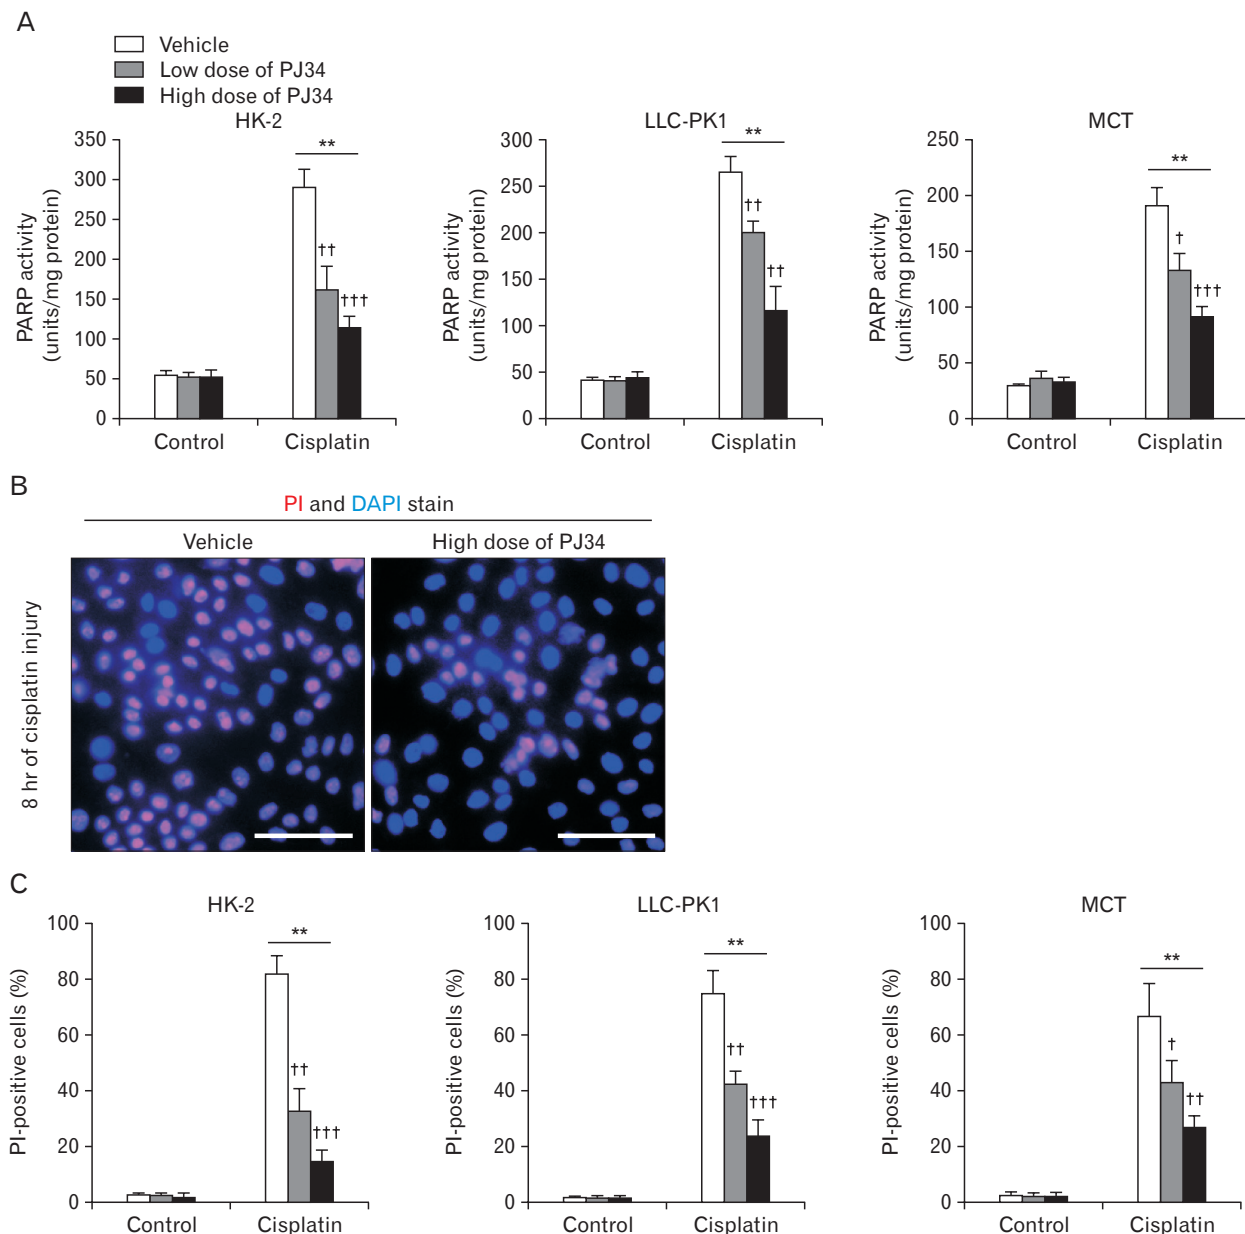 A
Vehicle
Low dose of PJ34
High dose of PJ34
HK-2
PARP activity
(units/mg protein)
350
300
250
200
150
100
50
0
**
††
†††
Control
Cisplatin
LLC-PK1
PARP activity
(units/mg protein)
300
250
200
150
100
50
0
**
††
††
Control
Cisplatin
MCT
PARP activity
(units/mg protein)
250
200
150
100
50
0
**
†
†††
Control
Cisplatin
B
PI and DAPI stain
Vehicle
High dose of PJ34
8 hr of cisplatin injury
C
HK-2
PI-positive cells (%)
100
80
60
40
20
0
**
††
†††
Control
Cisplatin
LLC-PK1
PI-positive cells (%)
100
80
60
40
20
0
**
††
†††
Control
Cisplatin
MCT
PI-positive cells (%)
100
80
60
40
20
0
**
†
††
Control
Cisplatin